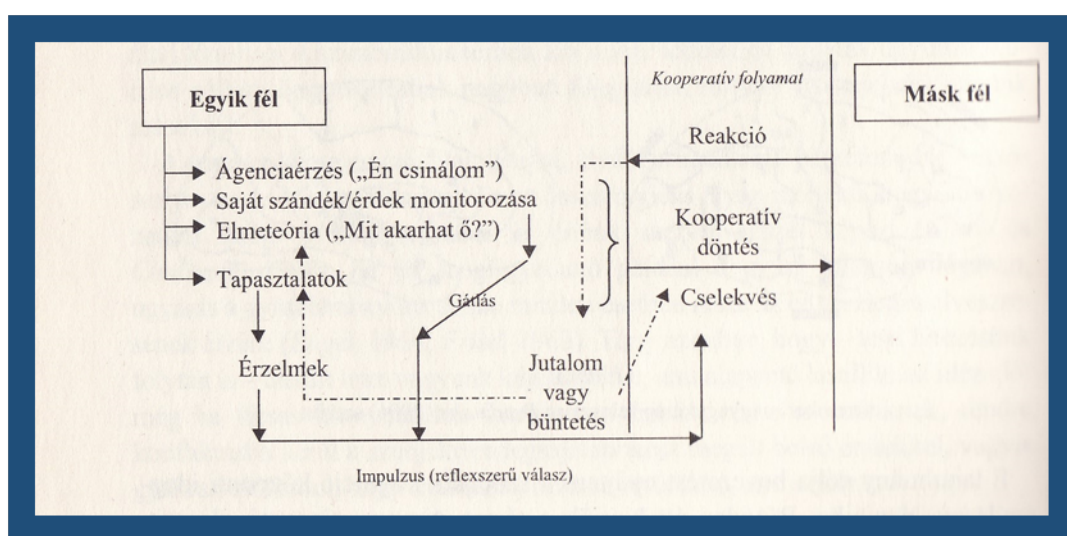 Egyik fél
Kooperatív folyamat
Másk fél
Reakció
Ágenciaérzés („Én csinálom”)
Saját szándék/érdek monitorozása
Elmeteória („Mit akarhat ő?”)
Tapasztalatok
Kooperatív
döntés
Gátlás
Cselekvés
Érzelmek
Jutalom
vagy
büntetés
Impulzus (reflexszerű válasz)